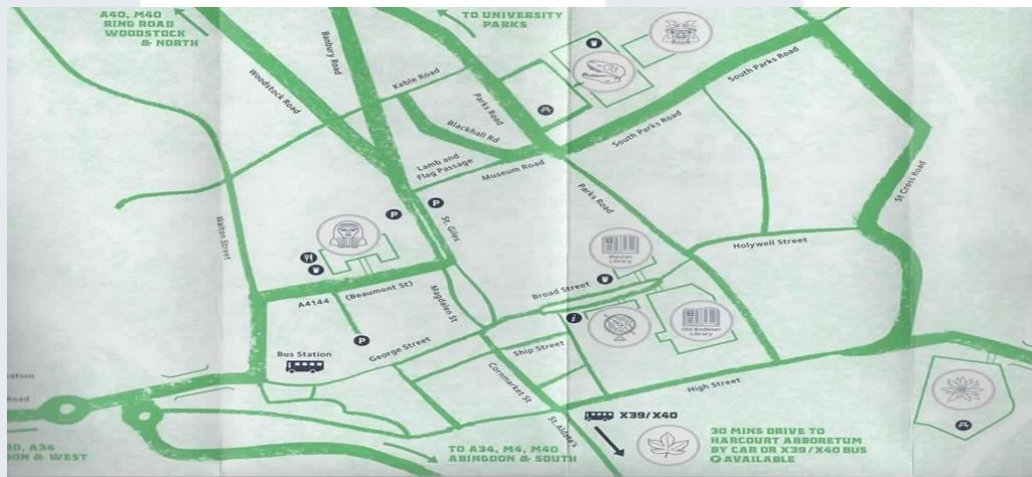 A40, M40
RING ROAD
WOODSTOCK
& NORTH
TO UNIVERSITY
PARKS
Banbury Road
Woodstock Road
Keble Road
Parks Road
South Parks Road
Blackhall Rd
South Parks Road
Lamb and
Flag Passage
Museum Road
St Cross Road
Parks Road
P
P
St. Giles
Walton Street
Holywell Street
Weston
Library
Broad Street
A4144
(Beaumont St)
Magdalen St
i
Old Bodleian
Library
P
George Street
Bus Station
Ship Street
Cornmarket St
High Street
St. Aldate's
X39/X40
30 MINS DRIVE TO
HARCOURT ARBORETUM
BY CAR OR X39/X40 BUS
P AVAILABLE
TO A34, M4, M40
ABINGDON & SOUTH
A34
& WEST